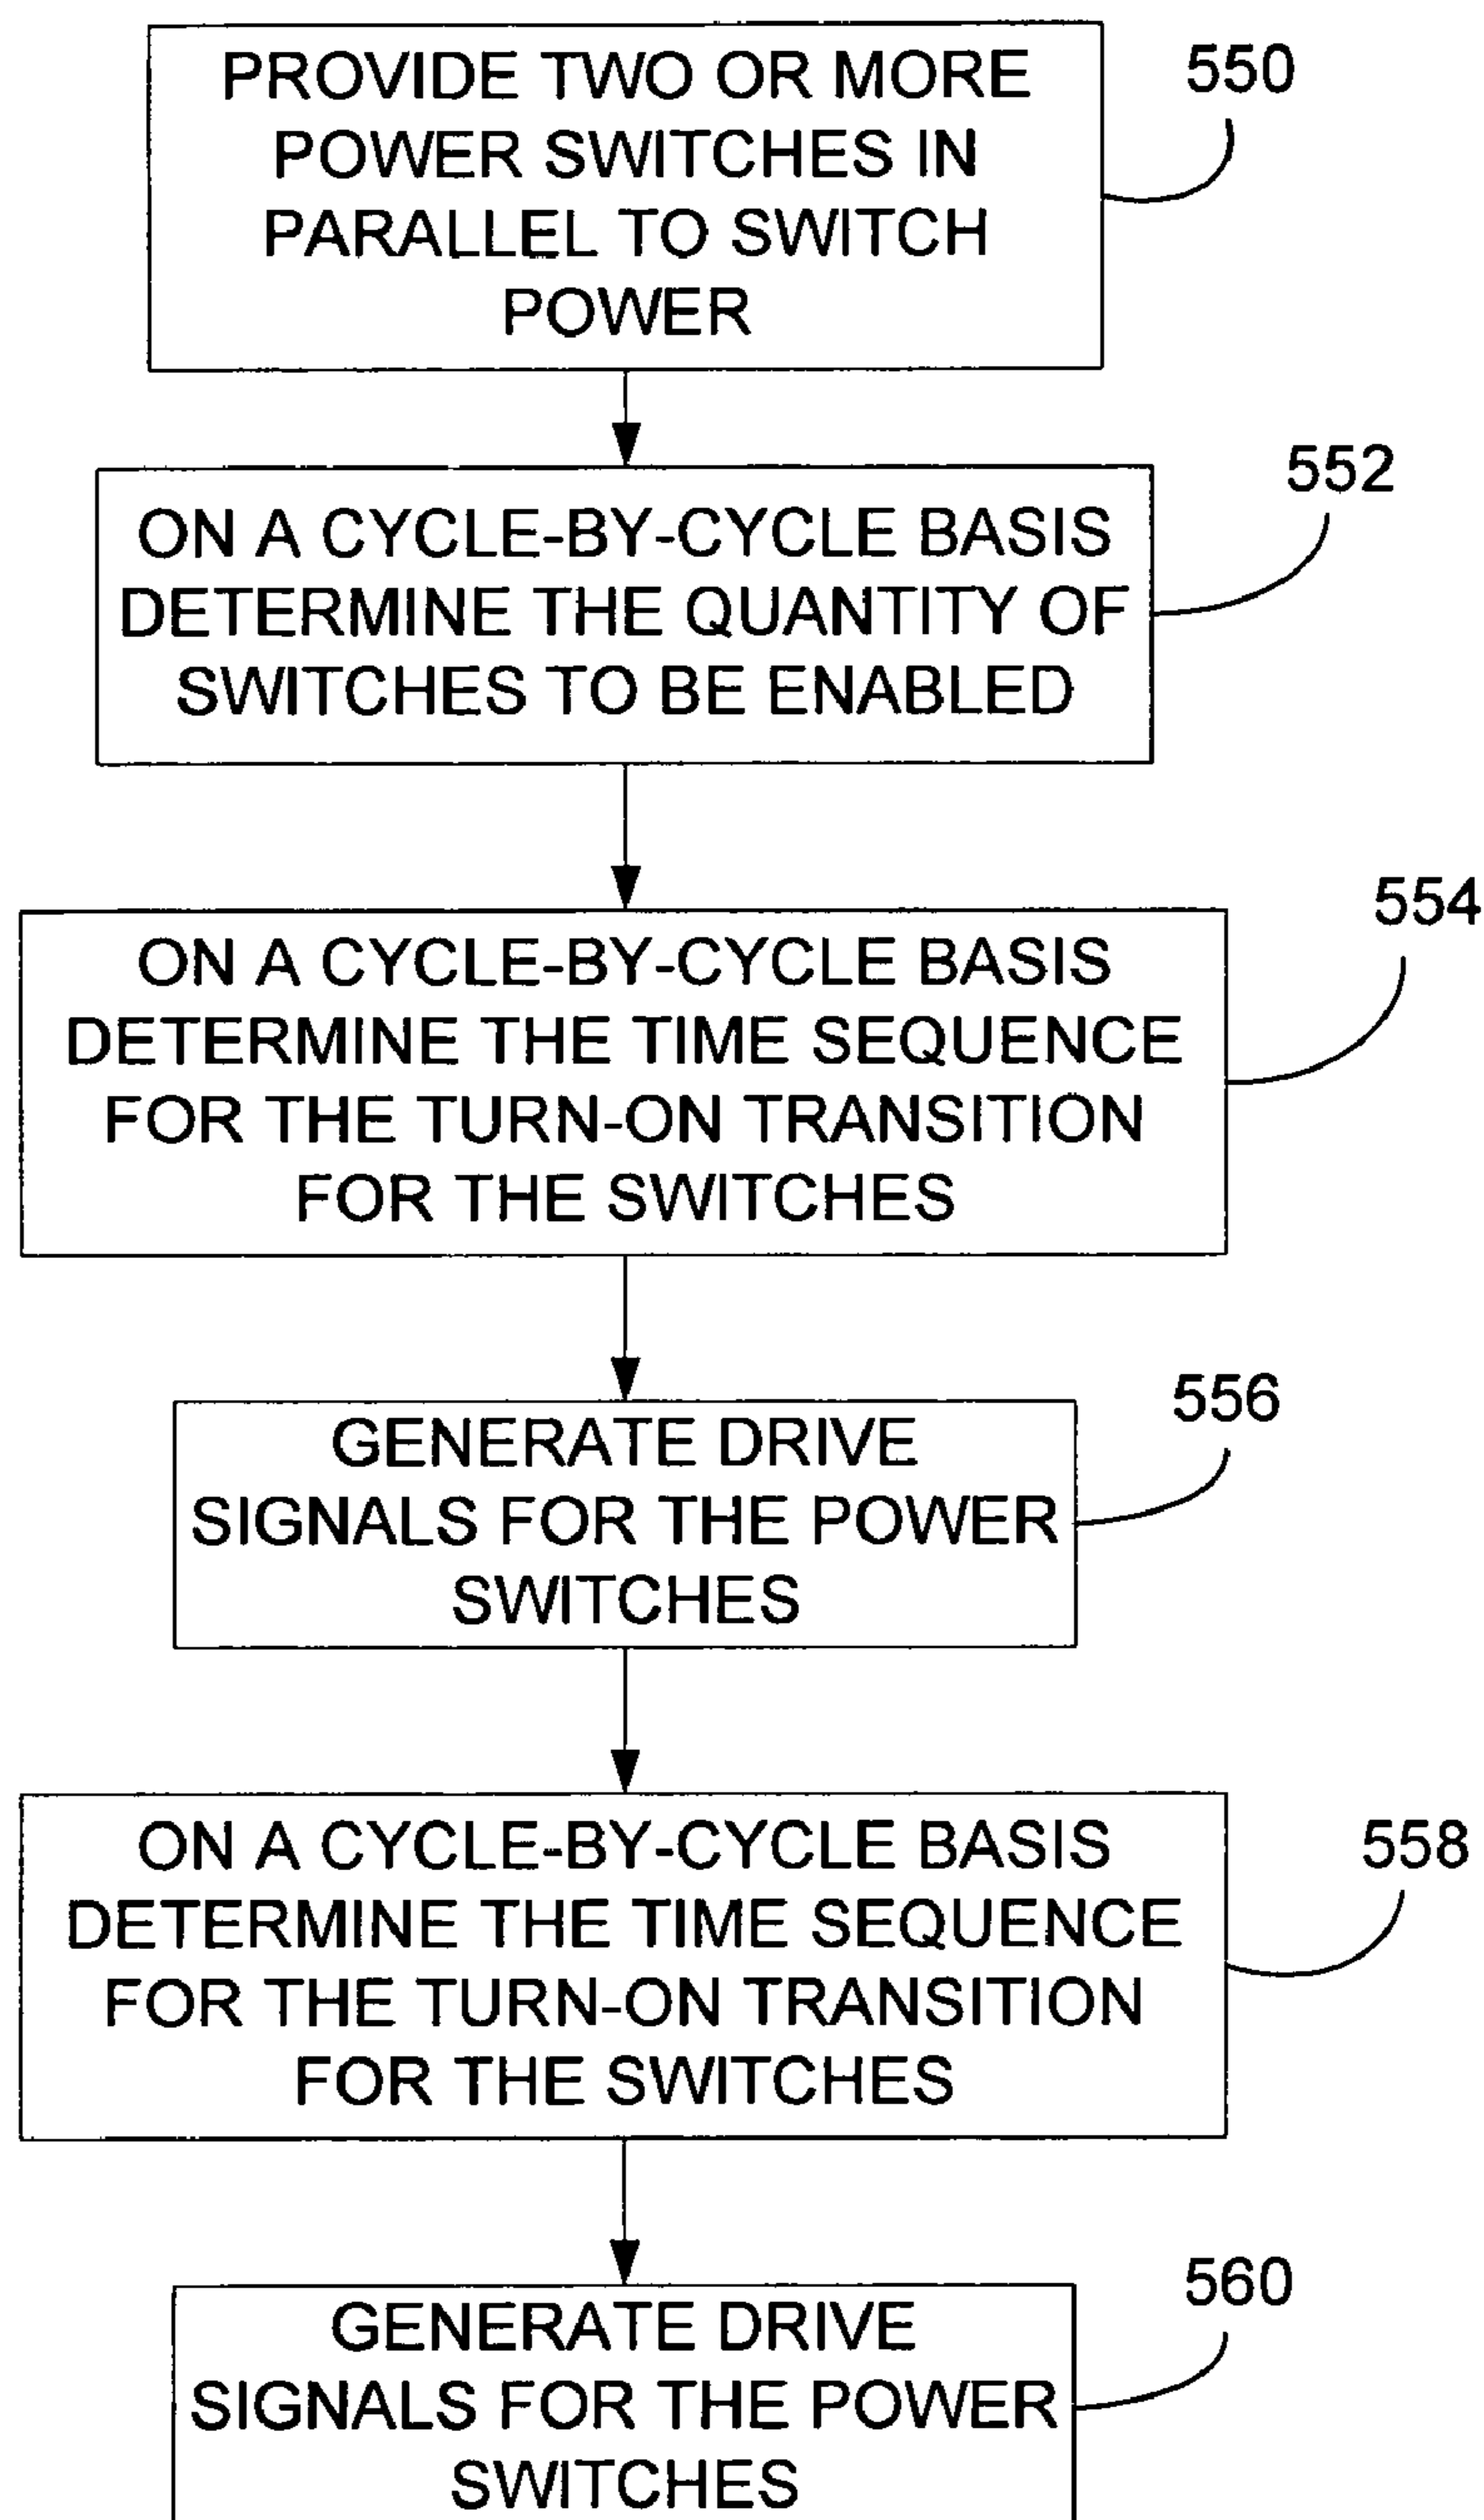 PROVIDE TWO OR MORE
POWER SWITCHES IN
PARALLEL TO SWITCH
POWER
550
ON A CYCLE-BY-CYCLE BASIS
DETERMINE THE QUANTITY OF
SWITCHES TO BE ENABLED
552
ON A CYCLE-BY-CYCLE BASIS
DETERMINE THE TIME SEQUENCE
FOR THE TURN-ON TRANSITION
FOR THE SWITCHES
554
GENERATE DRIVE
SIGNALS FOR THE POWER
SWITCHES
556
ON A CYCLE-BY-CYCLE BASIS
DETERMINE THE TIME SEQUENCE
FOR THE TURN-ON TRANSITION
FOR THE SWITCHES
558
GENERATE DRIVE
SIGNALS FOR THE POWER
SWITCHES
560